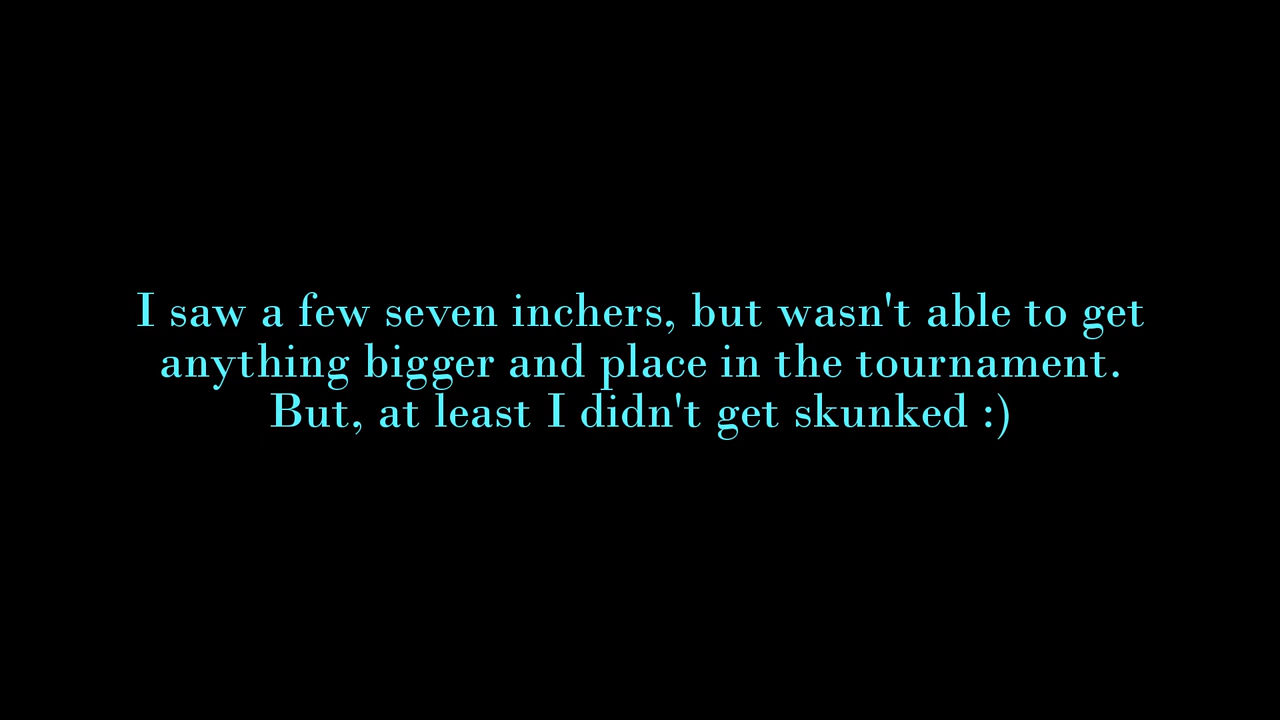 I saw a few seven inchers, but wasn't able to get
anything bigger and place in the tournament.
But, at least I didn't get skunked :)